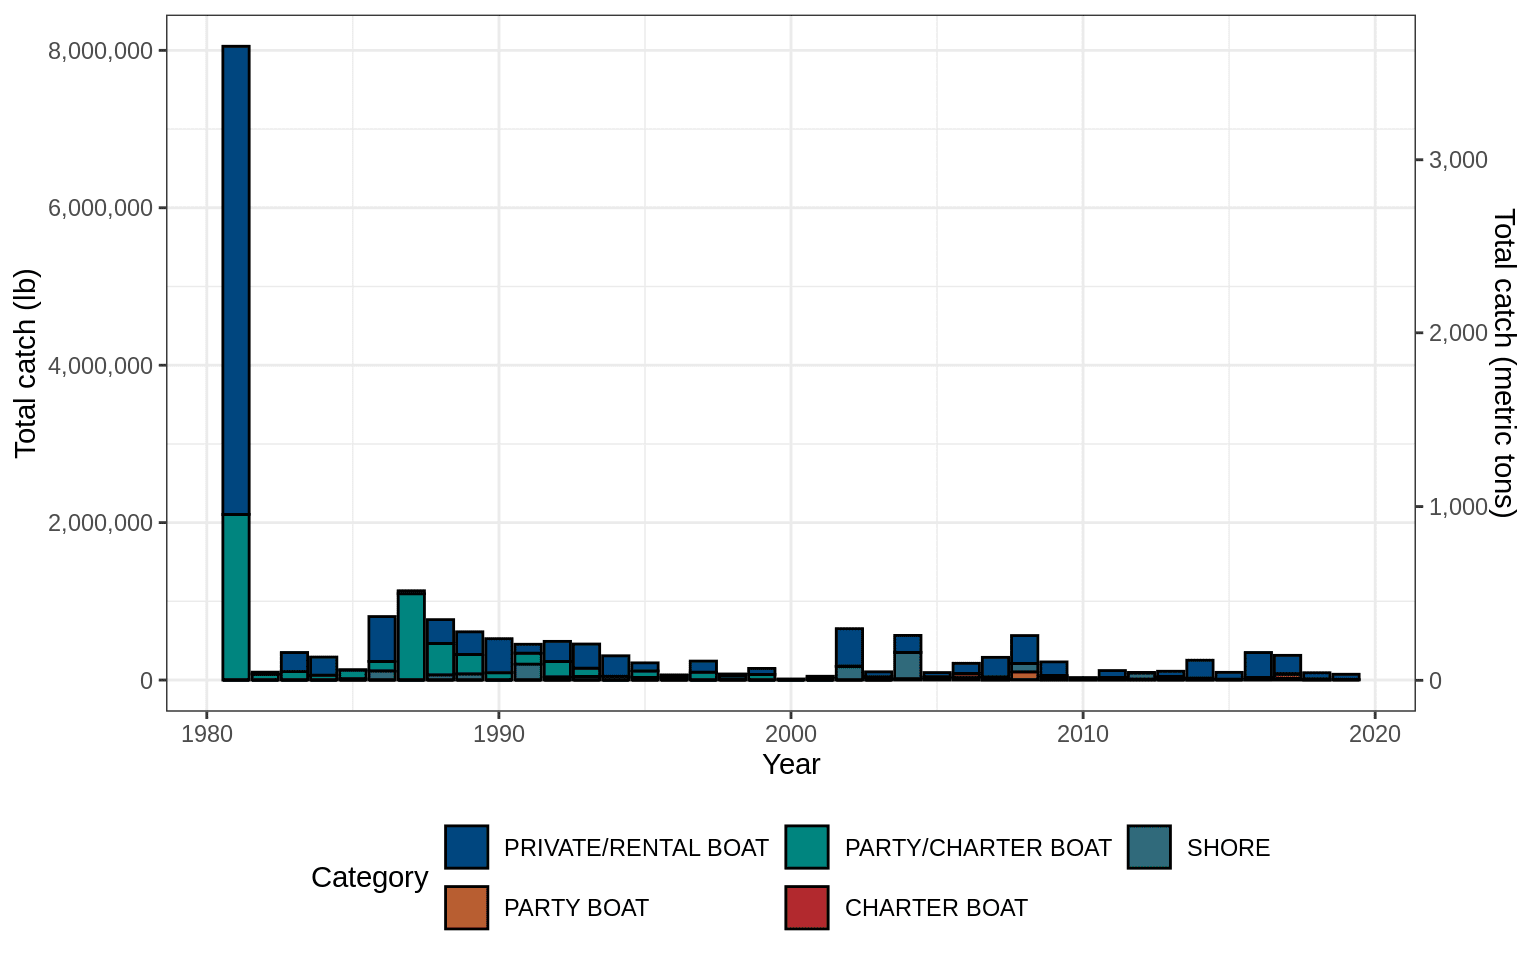 8,000,000
6,000,000
4,000,000
2,000,000
0
Total catch (lb)
3,000
2,000
1,000
0
Total catch (metric tons)
1980
1990
2000
2010
2020
Year
Category
PRIVATE/RENTAL BOAT
PARTY/CHARTER BOAT
SHORE
PARTY BOAT
CHARTER BOAT